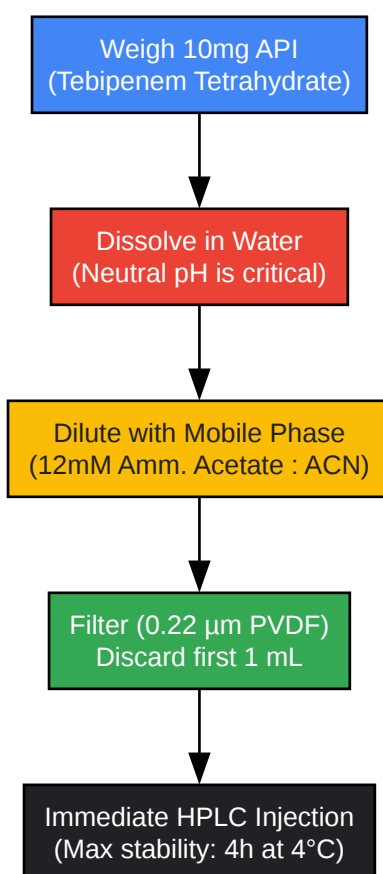 Weigh 10mg API
(Tebipenem Tetrahydrate)
Dissolve in Water
(Neutral pH is critical)
Dilute with Mobile Phase
(12mM Amm. Acetate : ACN)
Filter (0.22 µm PVDF)
Discard first 1 mL
Immediate HPLC Injection
(Max stability: 4h at 4°C)